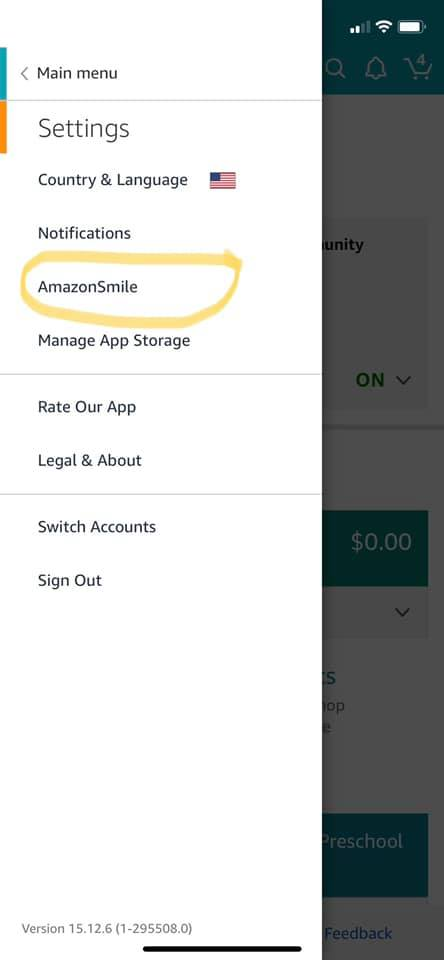 4
Main menu
Settings
Country & Language
Notifications
AmazonSmile
Manage App Storage
Rate Our App
Legal & About
Switch Accounts
Sign Out
Version 15.12.6 (1-295508.0)
unity
ON
$0.00
Preschool
Feedback